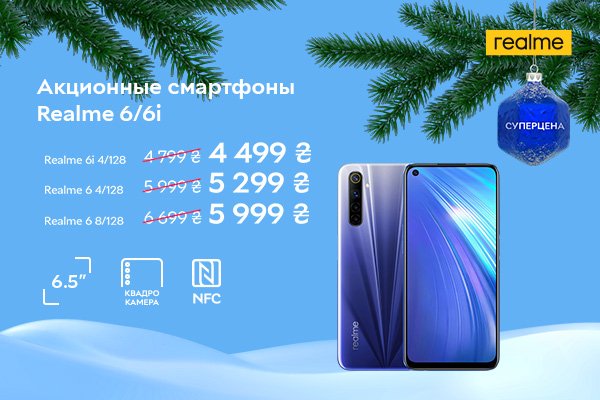 realme
Акционные смартфоны
Realme 6/6i
СУПЕРЦЕНА
Realme 6i 4/128 4 799 ₴ 4 499 ₴
Realme 6 4/128 5 999 ₴ 5 299 ₴
Realme 6 8/128 6 699 ₴ 5 999 ₴
6.5"
КВАДРО
КАМЕРА
NFC
realme